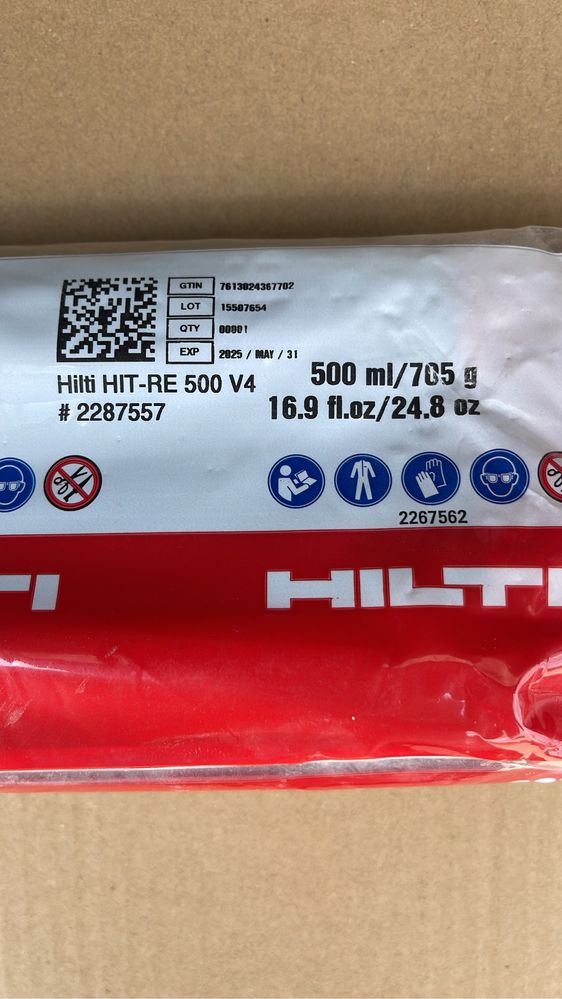 GTIN 7613024367702
LOT 15507654
QTY 00001
EXP 2025 / MAY / 31
Hilti HIT-RE 500 V4
# 2287557
500 ml/705 g
16.9 fl.oz/24.8 oz
2267562
TI HILTI